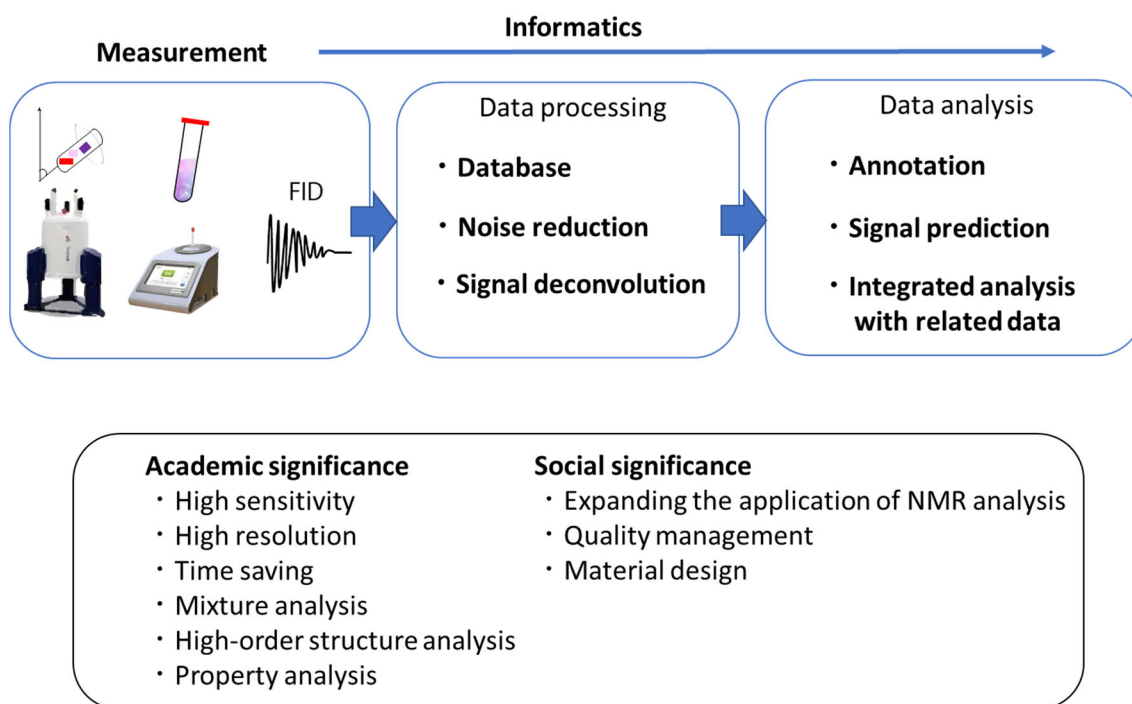 Informatics
Measurement
FID
Data processing
・Database
・Noise reduction
・Signal deconvolution
Data analysis
・Annotation
・Signal prediction
・Integrated analysis
with related data
Academic significance
・High sensitivity
・High resolution
・Time saving
・Mixture analysis
・High-order structure analysis
・Property analysis
Social significance
・Expanding the application of NMR analysis
・Quality management
・Material design